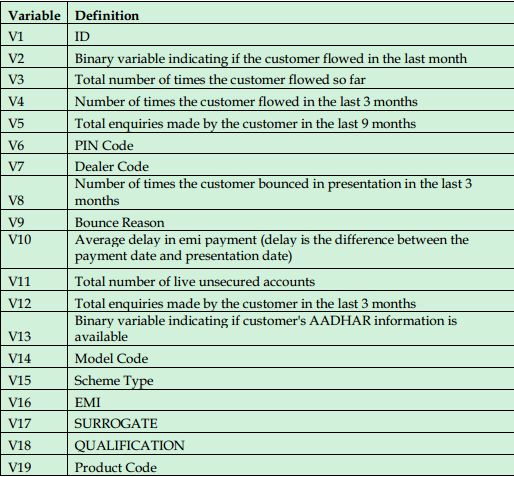 Variable Definition
V1 ID
V2 Binary variable indicating if the customer flowed in the last month
V3 Total number of times the customer flowed so far
V4 Number of times the customer flowed in the last 3 months
V5 Total enquiries made by the customer in the last 9 months
V6 PIN Code
V7 Dealer Code
Number of times the customer bounced in presentation in the last 3
V8 months
V9 Bounce Reason
V10 Average delay in emi payment (delay is the difference between the
payment date and presentation date)
V11 Total number of live unsecured accounts
V12 Total enquiries made by the customer in the last 3 months
Binary variable indicating if customer's AADHAR information is
V13 available
V14 Model Code
V15 Scheme Type
V16 EMI
V17 SURROGATE
V18 QUALIFICATION
V19 Product Code